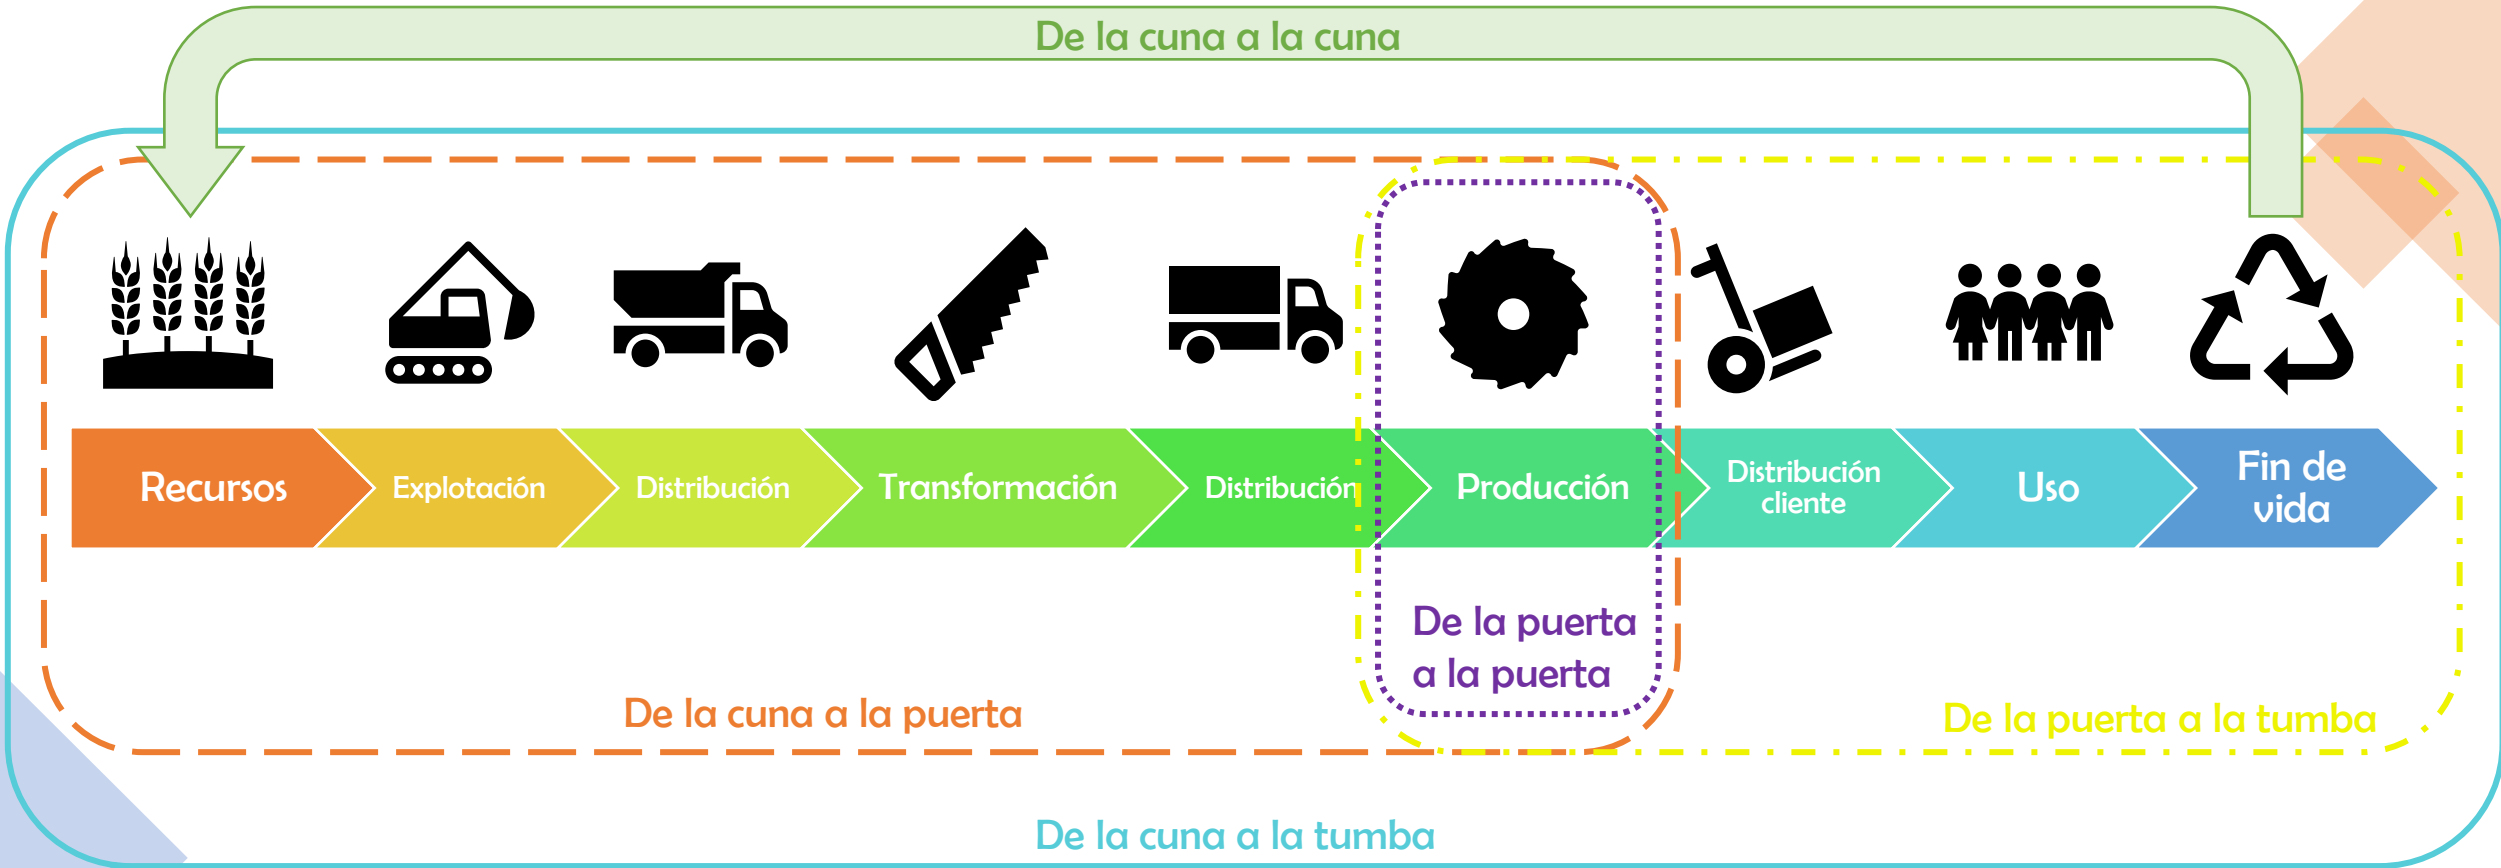 De la cuna a la cuna
Recursos
Explotación
Distribución
Transformación
Distribución
Producción
Distribución
cliente
Uso
Fin de
vida
De la puerta
a la puerta
De la cuna a la puerta
De la puerta a la tumba
De la cuna a la tumba